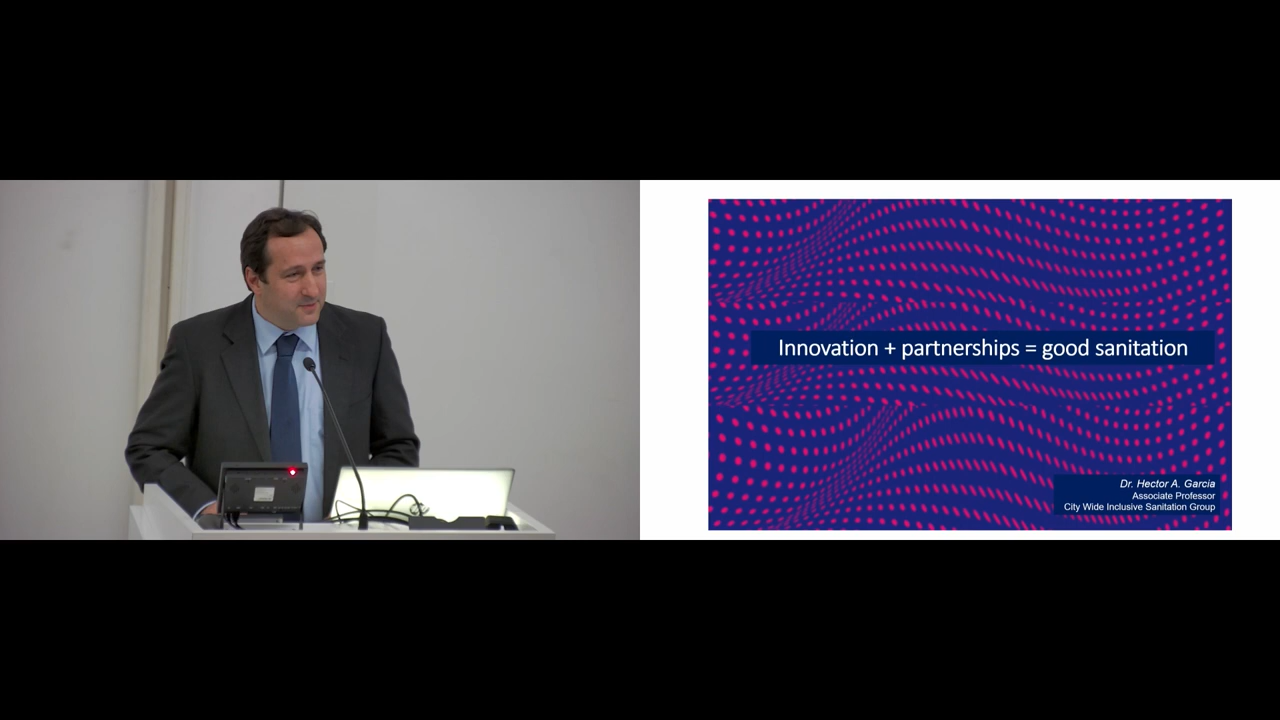 Innovation + partnerships = good sanitation
Dr. Hector A. Garcia
Associate Professor
City Wide Inclusive Sanitation Group